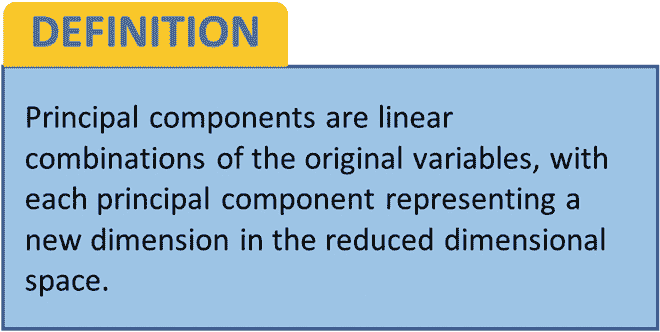 DEFINITION
Principal components are linear
combinations of the original variables, with
each principal component representing a
new dimension in the reduced dimensional
space.